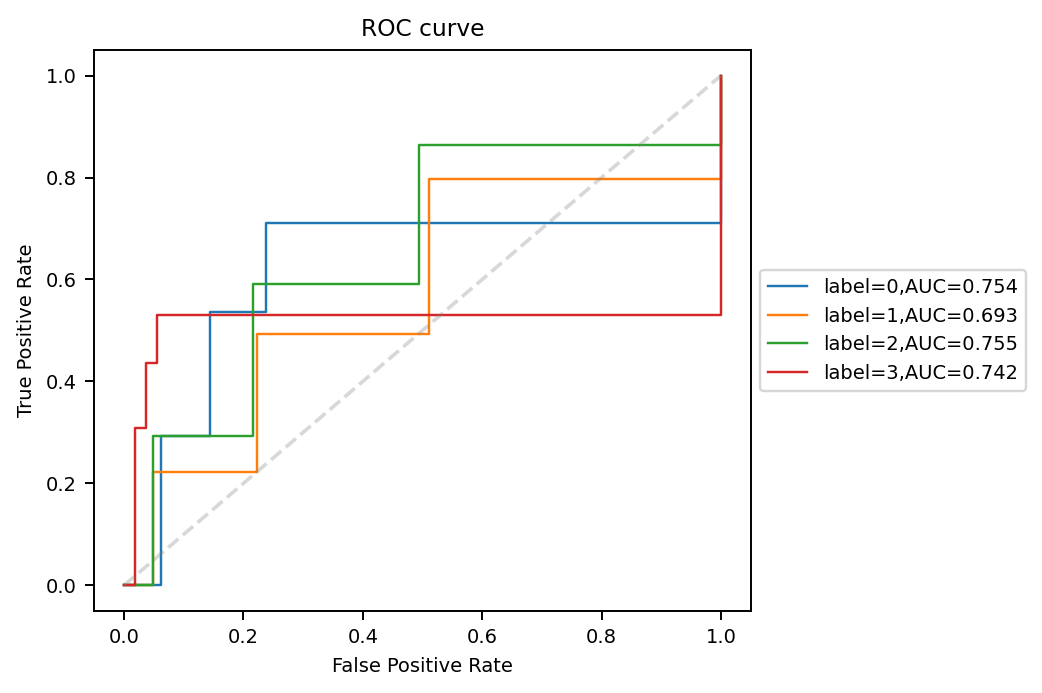 ROC curve
1.0
0.8
0.6
0.4
0.2
0.0
True Positive Rate
0.0 0.2 0.4 0.6 0.8 1.0
False Positive Rate
label=0,AUC=0.754
label=1,AUC=0.693
label=2,AUC=0.755
label=3,AUC=0.742